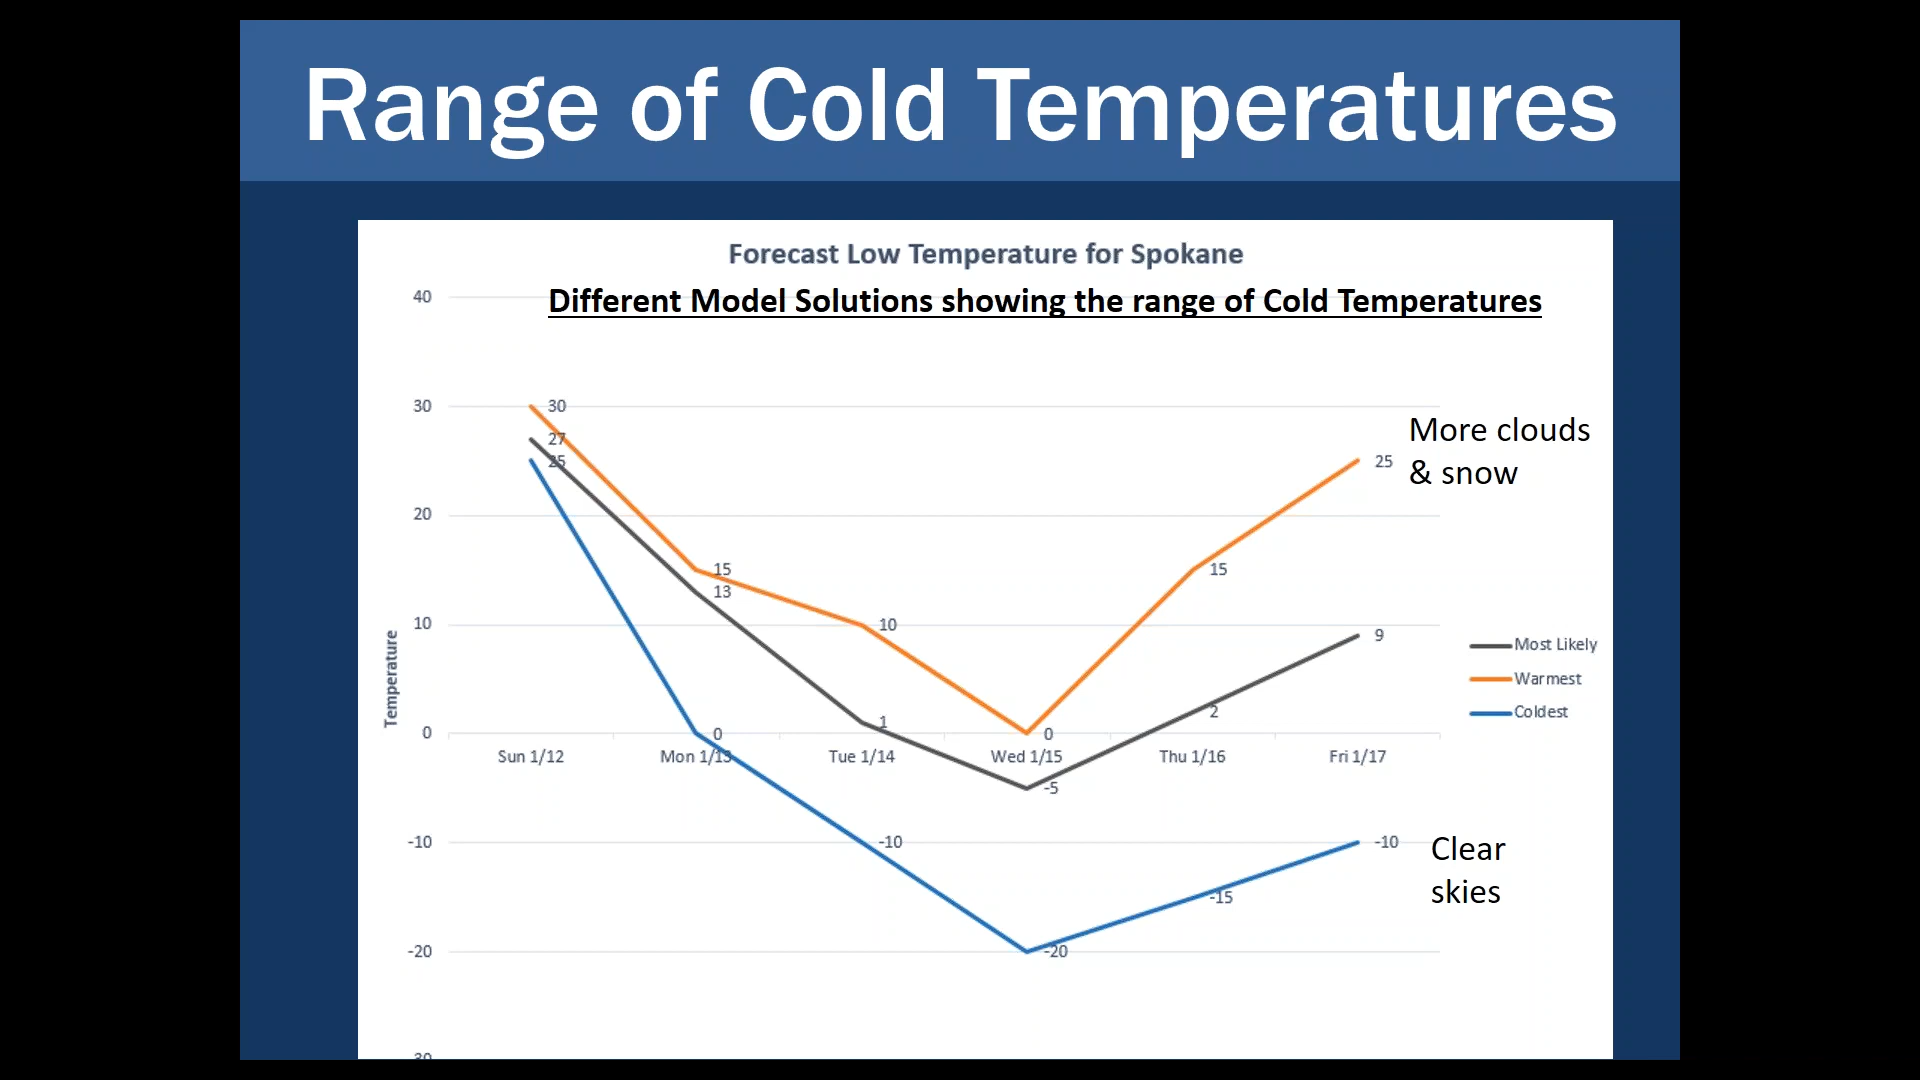 Range of Cold Temperatures
Forecast Low Temperature for Spokane
Different Model Solutions showing the range of Cold Temperatures
40
30
20
10
0
-10
-20
Temperature
30
27
25
15
13
0
10
1
-10
0
-5
-20
15
2
-15
25
9
-10
Sun 1/12
Mon 1/13
Tue 1/14
Wed 1/15
Thu 1/16
Fri 1/17
More clouds
& snow
Most Likely
Warmest
Coldest
Clear
skies